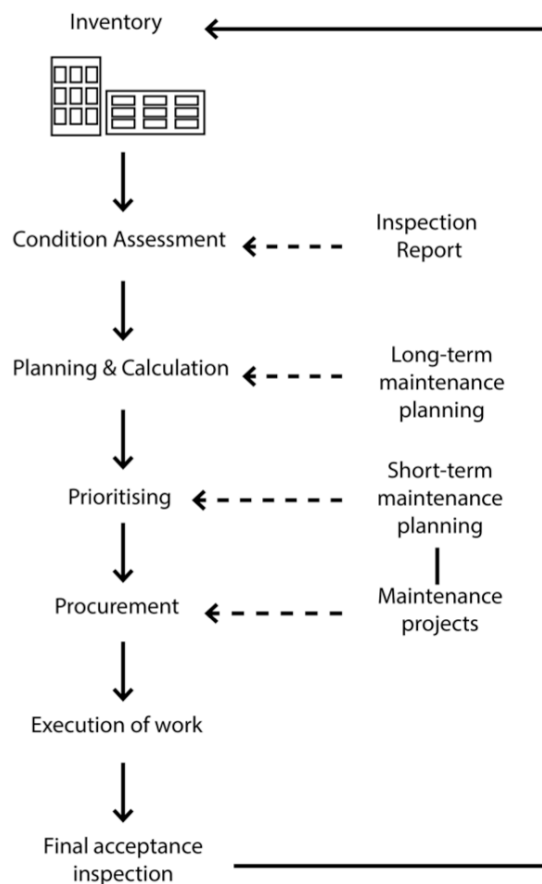 Inventory
Condition Assessment
Inspection
Report
Planning & Calculation
Long-term
maintenance
planning
Prioritising
Short-term
maintenance
planning
Procurement
Maintenance
projects
Execution of work
Final acceptance
inspection